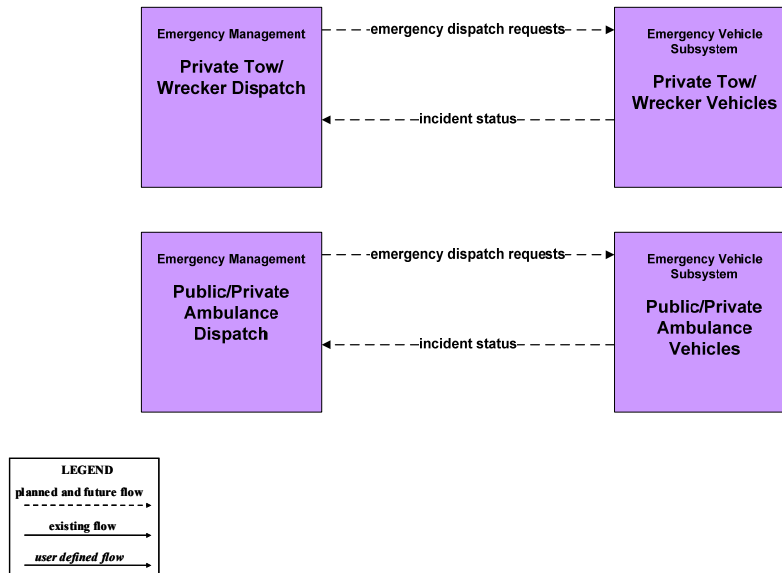 Emergency Management
Private Tow/
Wrecker Dispatch
emergency dispatch requests
incident status
Emergency Vehicle
Subsystem
Private Tow/
Wrecker Vehicles
Emergency Management
Public/Private
Ambulance
Dispatch
emergency dispatch requests
incident status
Emergency Vehicle
Subsystem
Public/Private
Ambulance
Vehicles
LEGEND
planned and future flow
existing flow
user defined flow